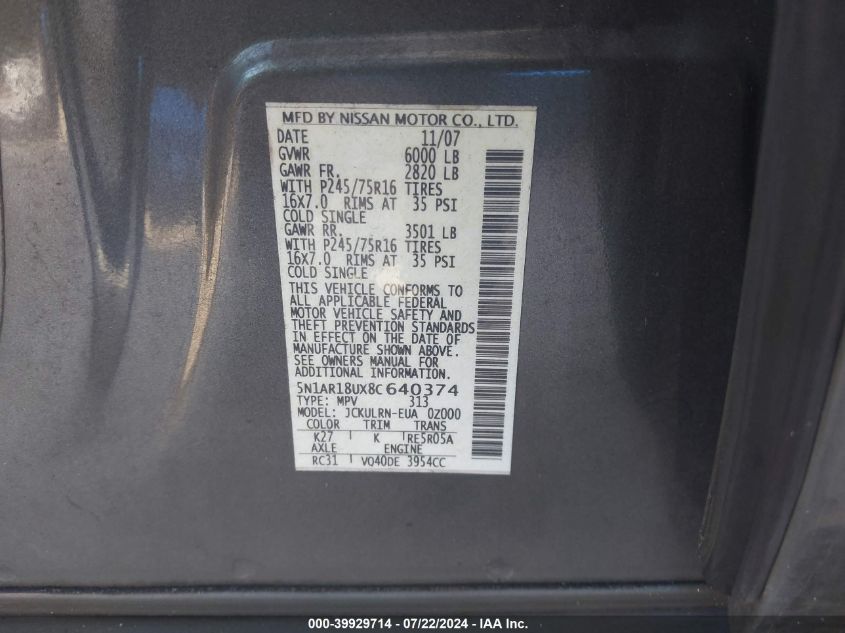 MFD BY NISSAN MOTOR CO., LTD.
DATE 11/07
GVWR 6000 LB
GAWR FR. 2820 LB
WITH P245/75R16 TIRES
16X7.0 RIMS AT 35 PSI
COLD SINGLE
GAWR RR. 3501 LB
WITH P245/75R16 TIRES
16X7.0 RIMS AT 35 PSI
COLD SINGLE
THIS VEHICLE CONFORMS TO
ALL APPLICABLE FEDERAL
MOTOR VEHICLE SAFETY AND
THEFT PREVENTION STANDARDS
IN EFFECT ON THE DATE OF
MANUFACTURE SHOWN ABOVE.
SEE OWNERS MANUAL FOR
ADDITIONAL INFORMATION.
5N1AR18UX8C640374
TYPE: MPV 313
MODEL: JCKULRN-EUA 0Z000
COLOR TRIM TRANS
K27 K RE5R05A
AXLE ENGINE
RC31 VQ40DE 3954CC
000-39929714 - 07/22/2024 - IAA Inc.